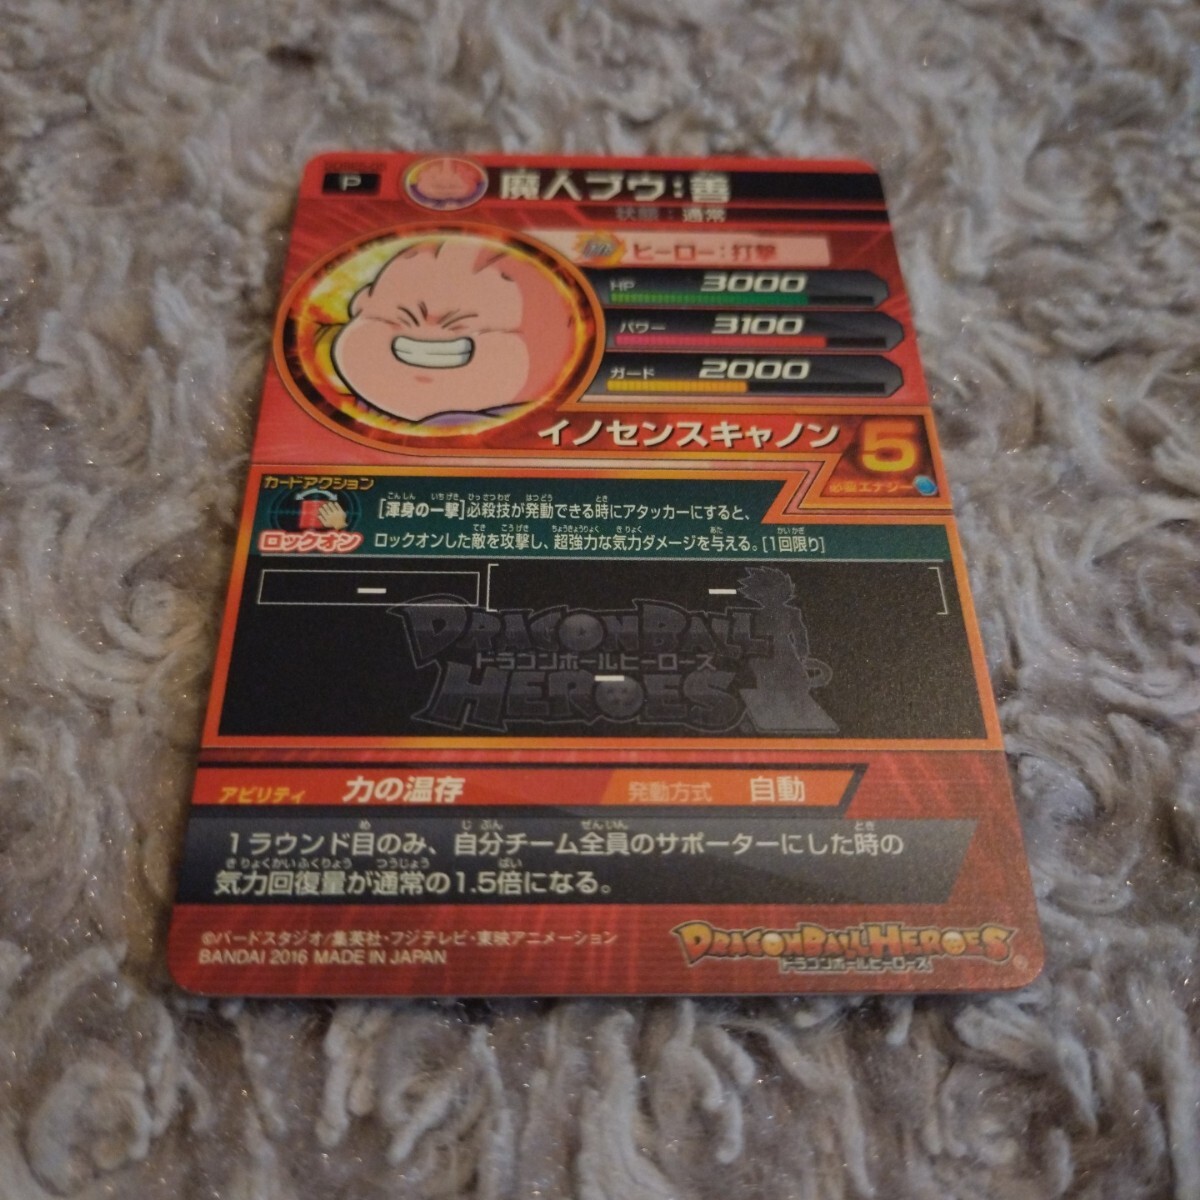 P
魔人ブウ:善
状態:通常
ヒーロー:打撃
HP 3000
パワー 3100
ガード 2000
イノセンスキャノン 5
必要エナジー
カードアクション
ロックオン
[渾身の一撃]必殺技が発動できる時にアタッカーにすると、
ロックオンした敵を攻撃し、超強力な気力ダメージを与える。[1回限り]
DRAGONBALL
ドラゴンボールヒーローズ
HEROES
アビリティ 力の温存 発動方式 自動
1ラウンド目のみ、自分チーム全員のサポーターにした時の
気力回復量が通常の1.5倍になる。
©バードスタジオ/集英社・フジテレビ・東映アニメーション
BANDAI 2016 MADE IN JAPAN
DRAGONBALL HEROES
ドラゴンボールヒーローズ